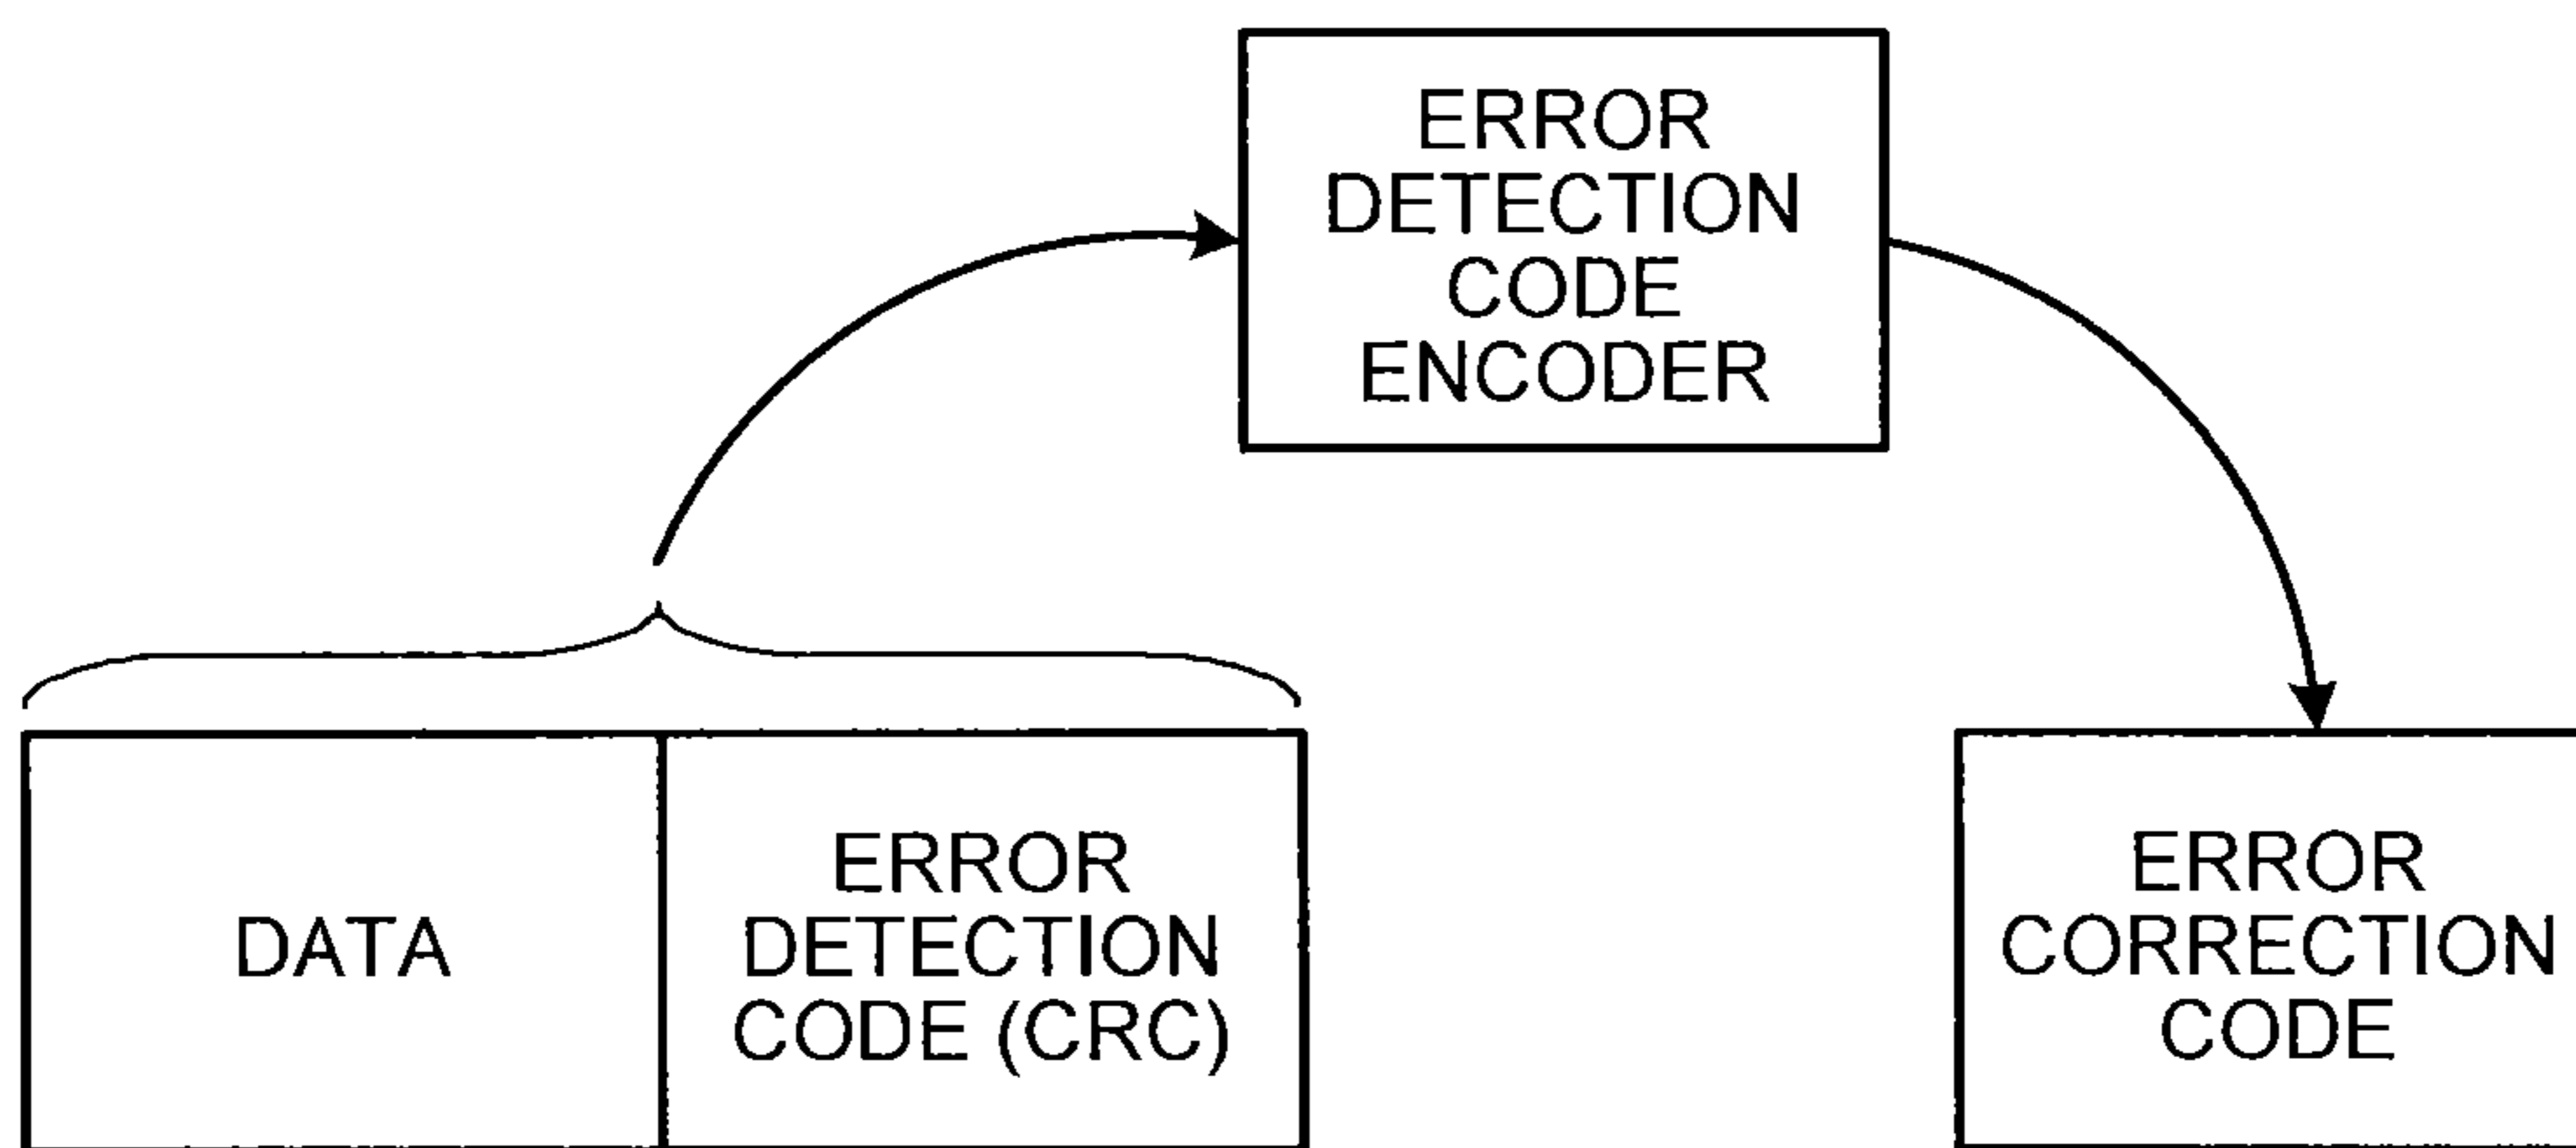 ERROR
DETECTION
CODE
ENCODER
DATA
ERROR
DETECTION
CODE (CRC)
ERROR
CORRECTION
CODE